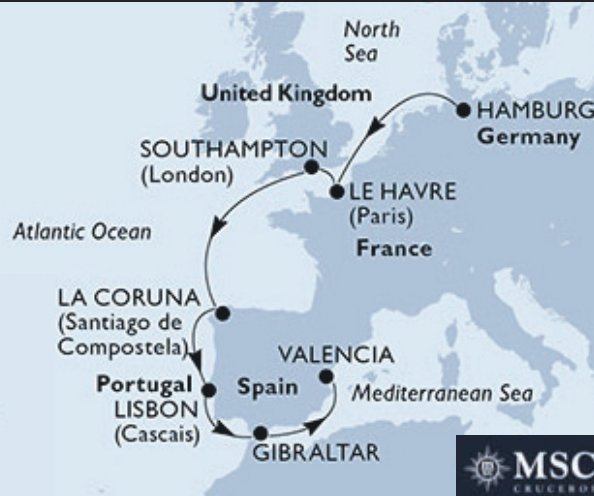 North
Sea
United Kingdom
HAMBURG
Germany
SOUTHAMPTON
(London)
LE HAVRE
(Paris)
Atlantic Ocean
France
LA CORUNA
(Santiago de
Compostela)
VALENCIA
Portugal
Spain
Mediterranean Sea
LISBON
(Cascais)
GIBRALTAR
MSC
CRUCEROS